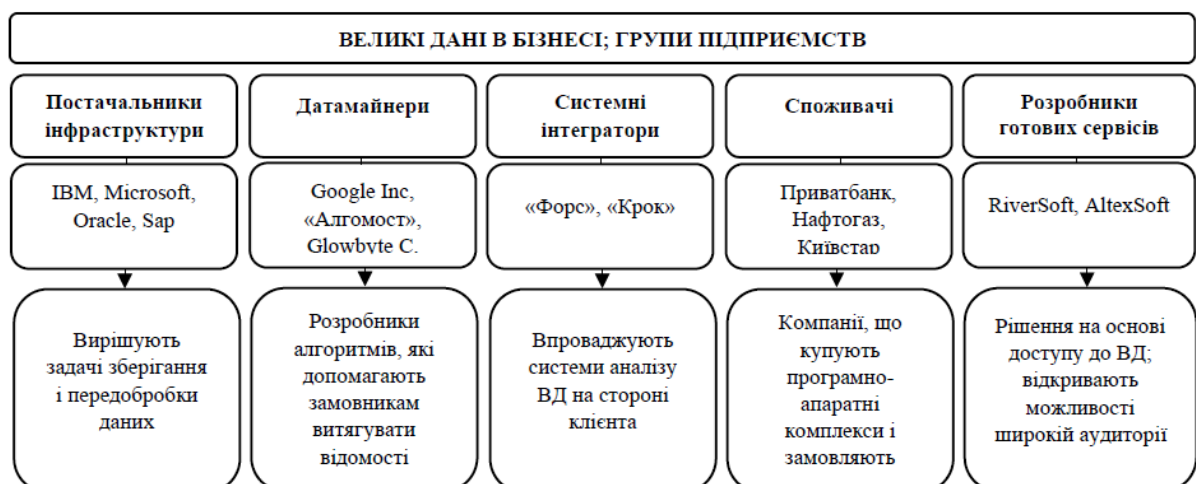 ВЕЛИКІ ДАНІ В БІЗНЕСІ; ГРУПИ ПІДПРИЄМСТВ
Постачальники
інфраструктури
IBM, Microsoft,
Oracle, Sap
Вирішують
задачі зберігання
і передобробки
даних
Датамайнери
Google Inc,
«Алгомост»,
Glowbyte C.
Розробники
алгоритмів, які
допомагають
замовникам
витягувати
відомості
Системні
інтегратори
«Форс», «Крок»
Впроваджують
системи аналізу
ВД на стороні
клієнта
Споживачі
Приватбанк,
Нафтогаз,
Київстар
Компанії, що
купують
програмно-
апаратні
комплекси і
замовляють
Розробники
готових сервісів
RiverSoft, AltexSoft
Рішення на основі
доступу до ВД;
відкривають
можливості
широкій аудиторії